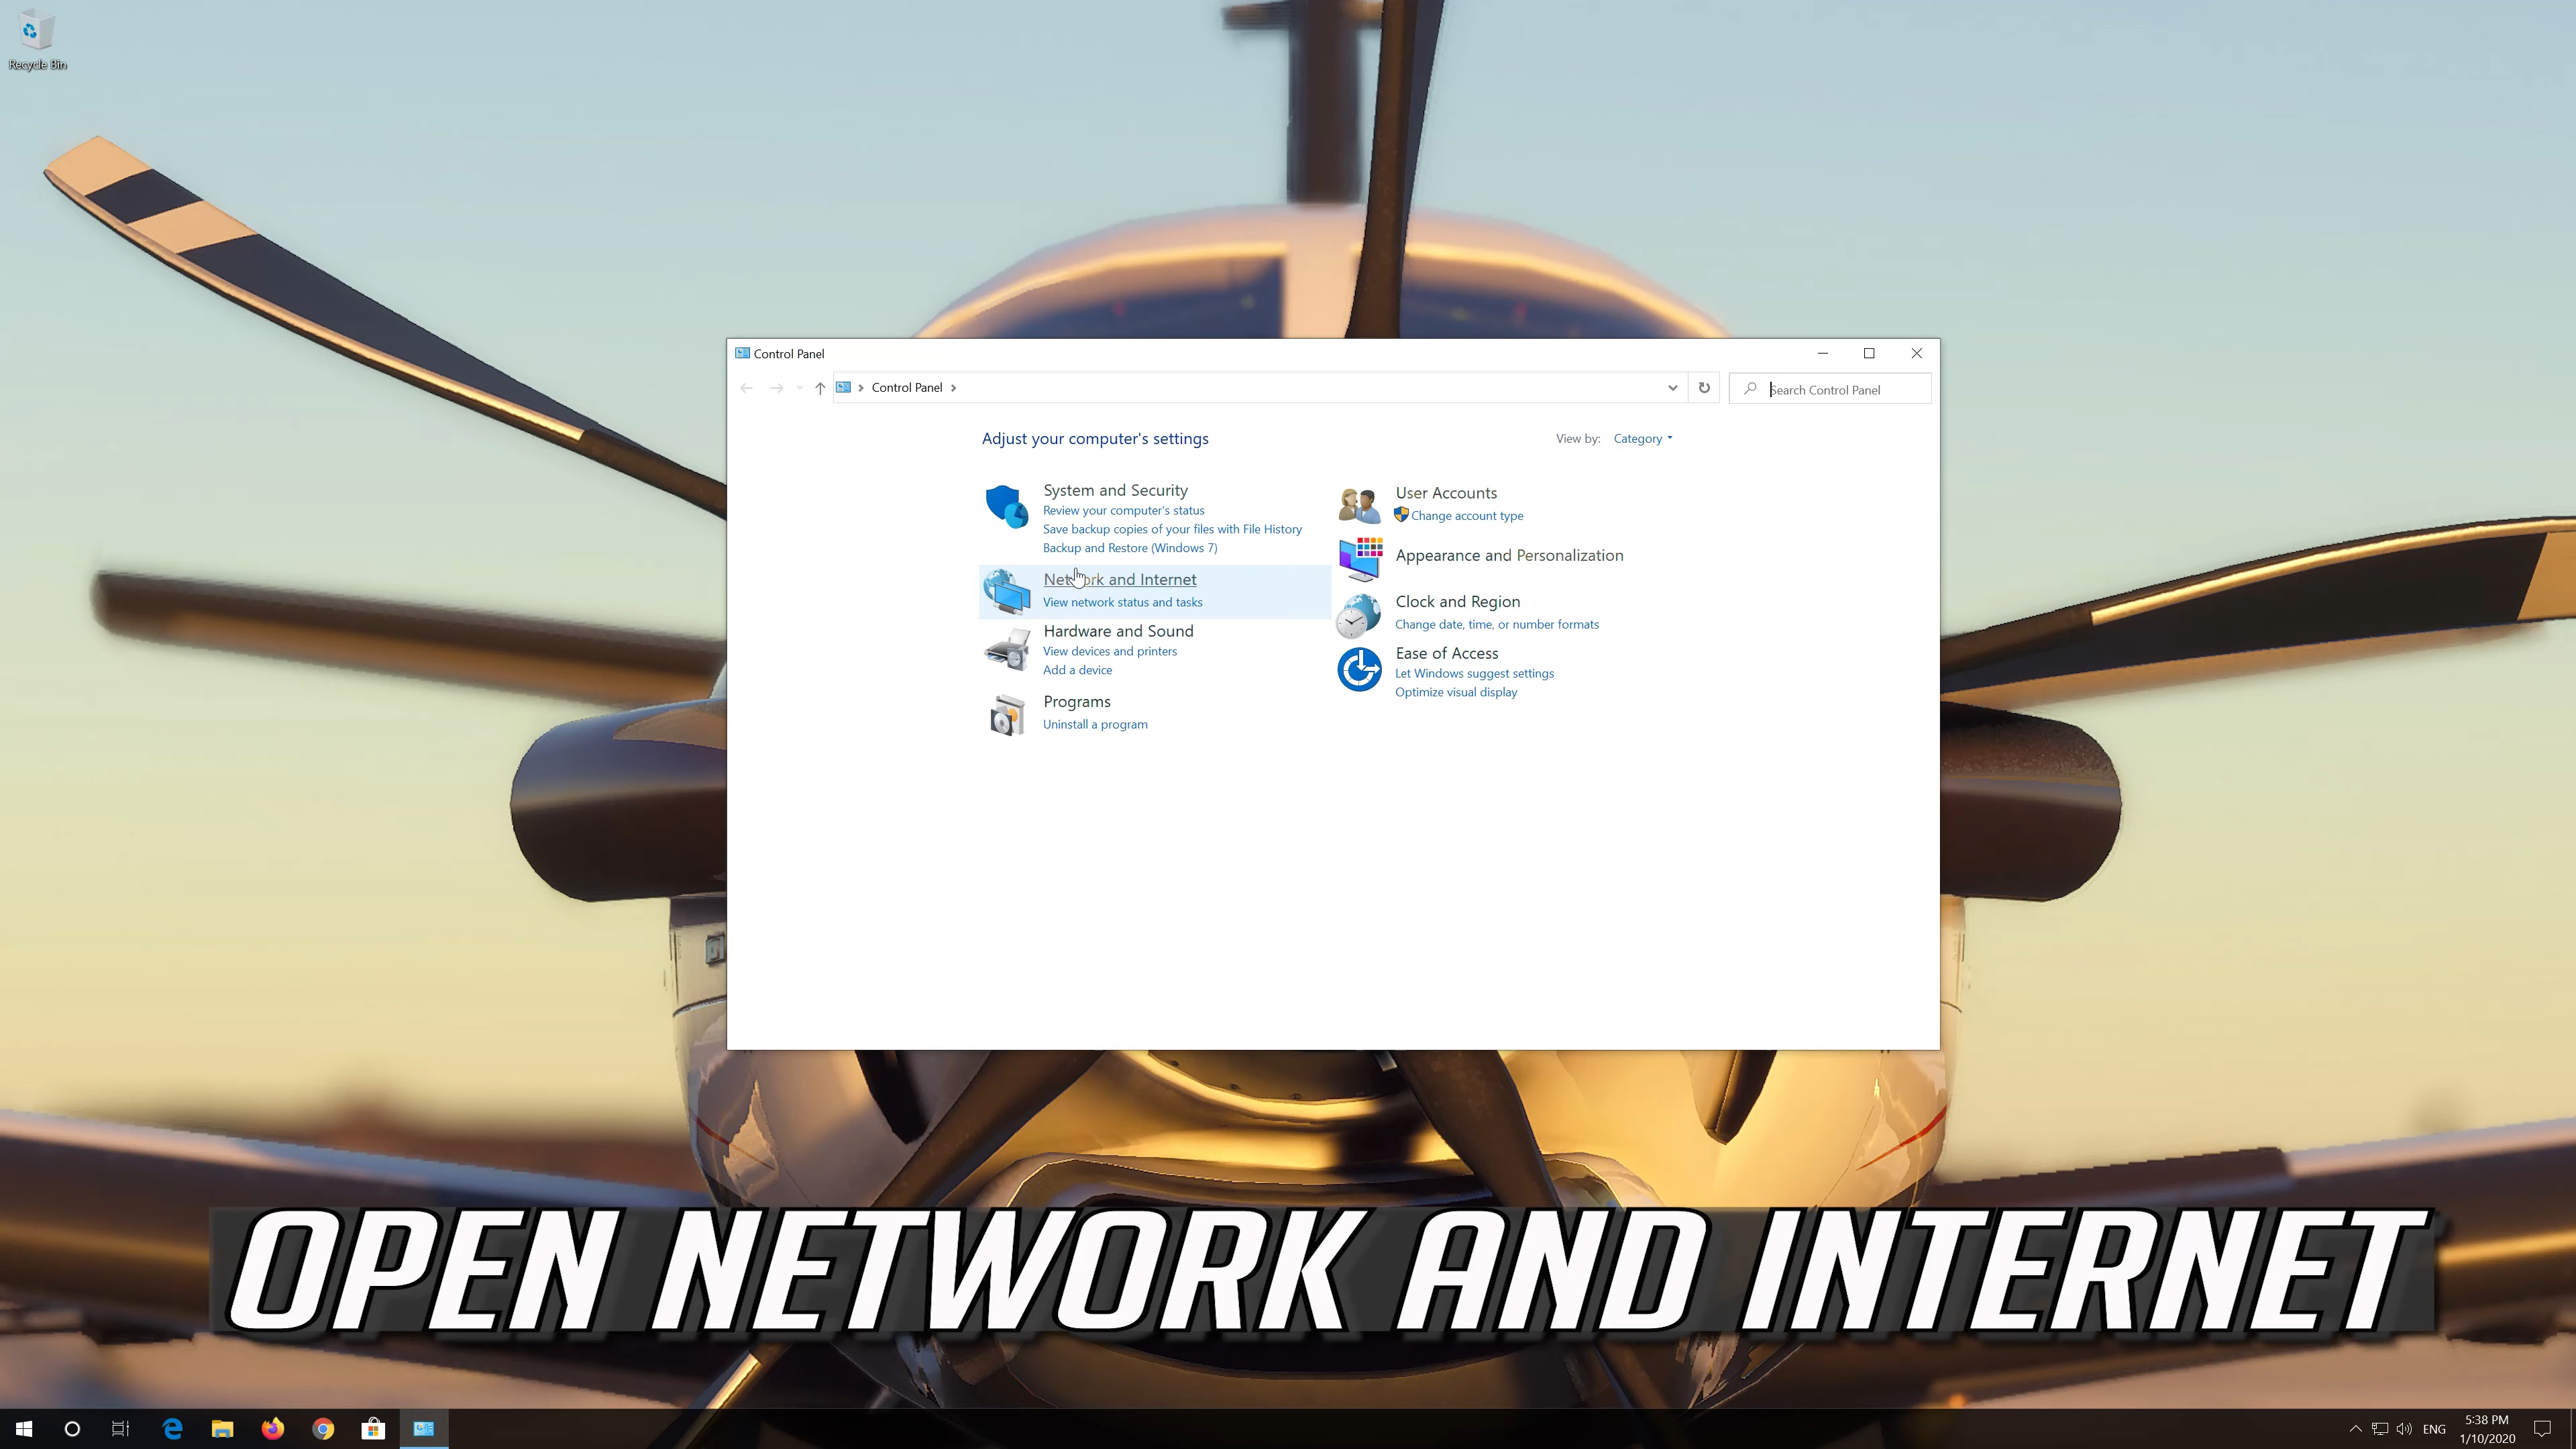 Recycle Bin
Control Panel
Control Panel
Search Control Panel
Adjust your computer's settings
View by: Category
System and Security
Review your computer's status
Save backup copies of your files with File History
Backup and Restore (Windows 7)
Network and Internet
View network status and tasks
Hardware and Sound
View devices and printers
Add a device
Programs
Uninstall a program
User Accounts
Change account type
Appearance and Personalization
Clock and Region
Change date, time, or number formats
Ease of Access
Let Windows suggest settings
Optimize visual display
OPEN NETWORK AND INTERNET
ENG
5:38 PM
1/10/2020